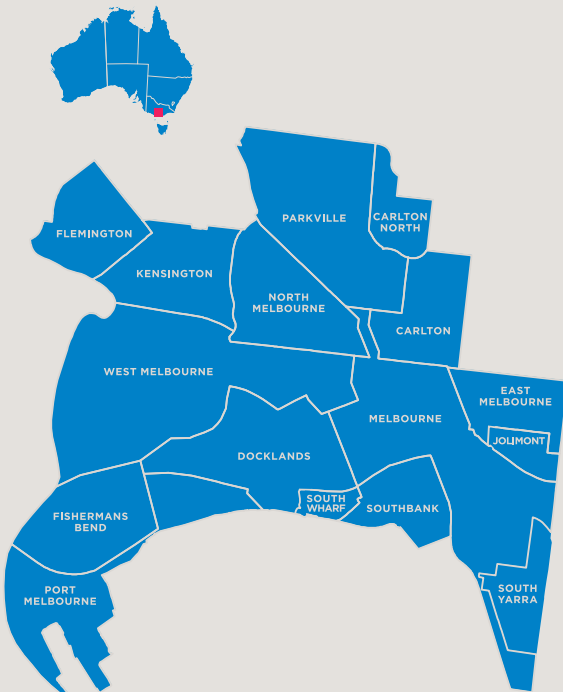 PARKVILLE
CARLTON
NORTH
FLEMINGTON
KENSINGTON
NORTH
MELBOURNE
CARLTON
WEST MELBOURNE
EAST
MELBOURNE
MELBOURNE
JOLIMONT
DOCKLANDS
SOUTH
WHARF
SOUTHBANK
FISHERMANS
BEND
PORT
MELBOURNE
SOUTH
YARRA